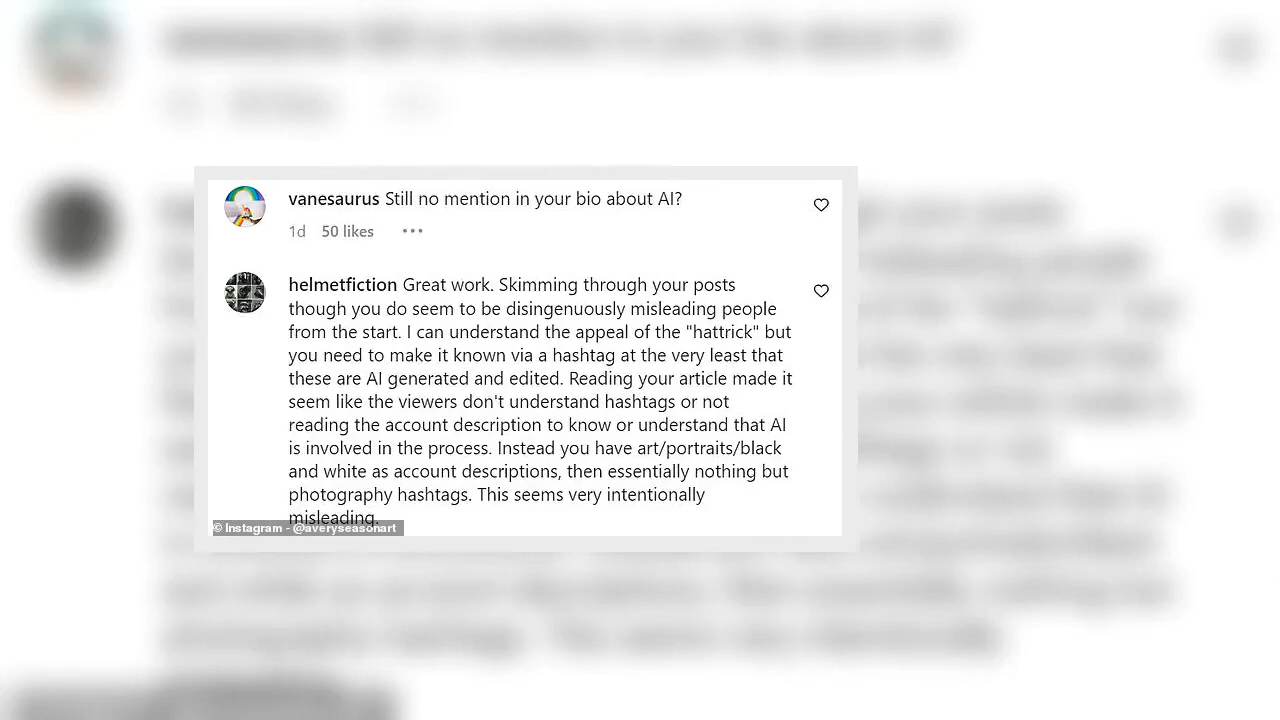 vanesaurus Still no mention in your bio about AI?
1d 50 likes •••
helmetfiction Great work. Skimming through your posts
though you do seem to be disingenuously misleading people
from the start. I can understand the appeal of the "hattrick" but
you need to make it known via a hashtag at the very least that
these are AI generated and edited. Reading your article made it
seem like the viewers don't understand hashtags or not
reading the account description to know or understand that AI
is involved in the process. Instead you have art/portraits/black
and white as account descriptions, then essentially nothing but
photography hashtags. This seems very intentionally
misleading.
© Instagram - @averyseasonart